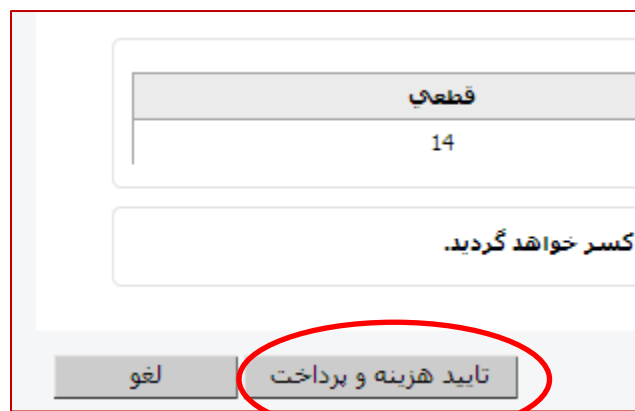 قطعي
14
کسر خواهد گردید.
تایید هزینه و پرداخت
لغو